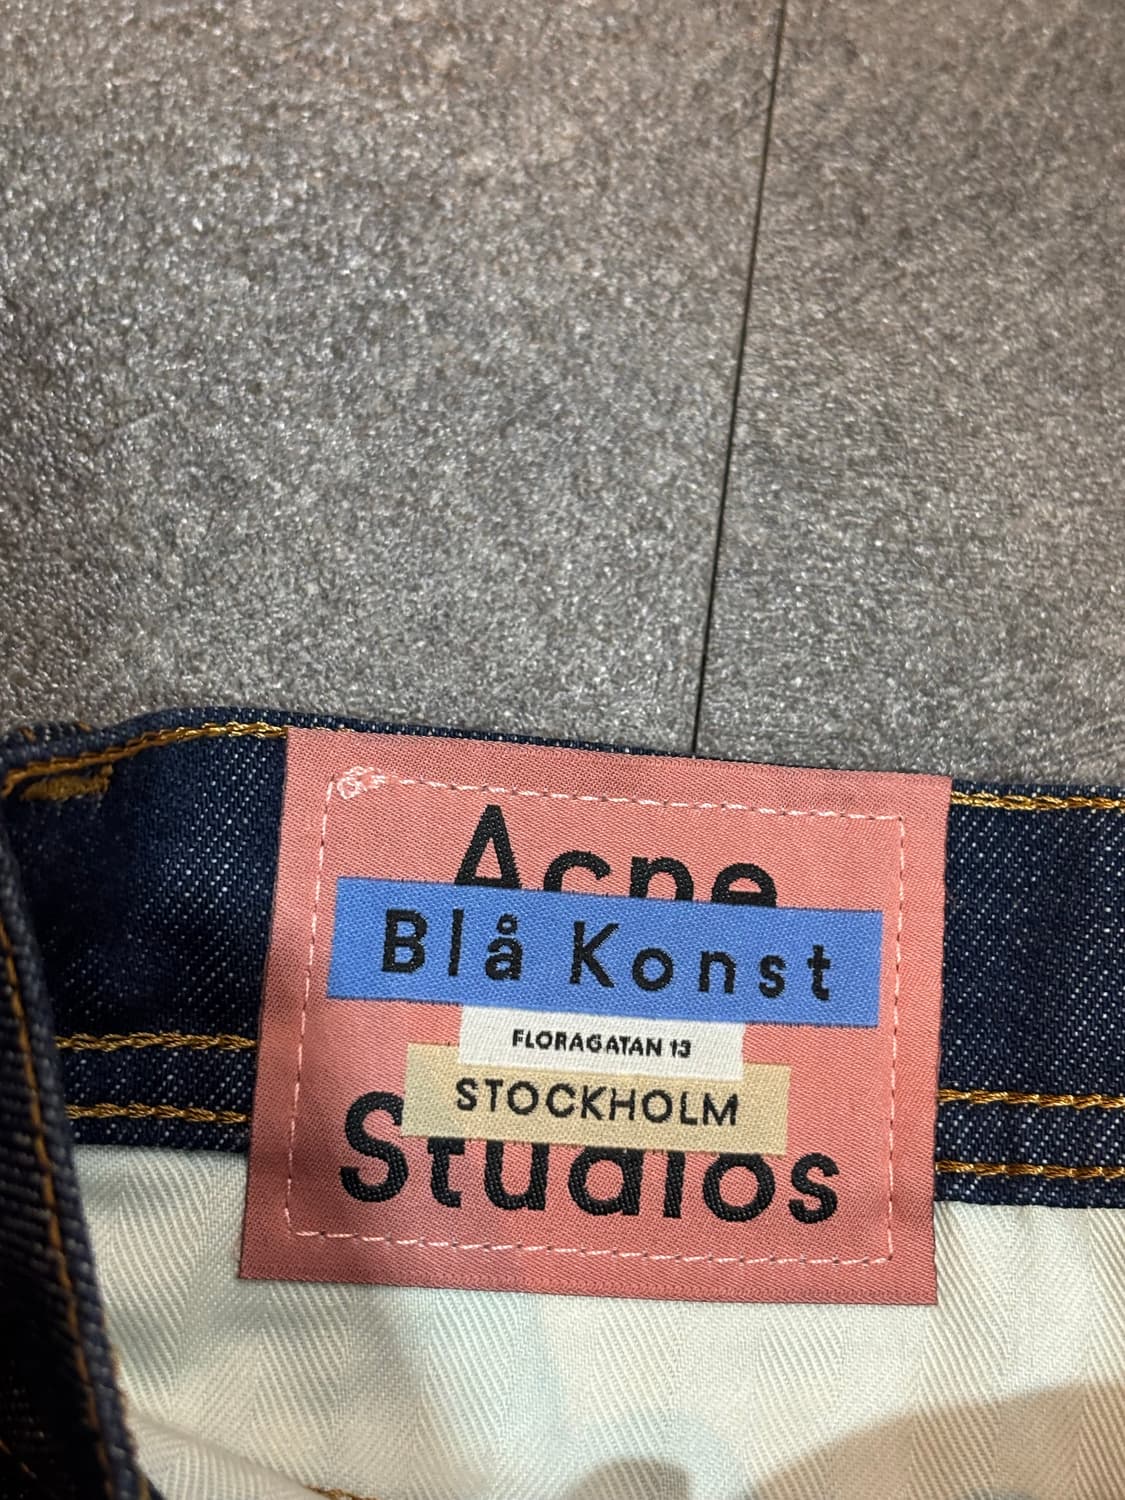 Acne
Blå Konst
FLORAGATAN 13
STOCKHOLM
Studios